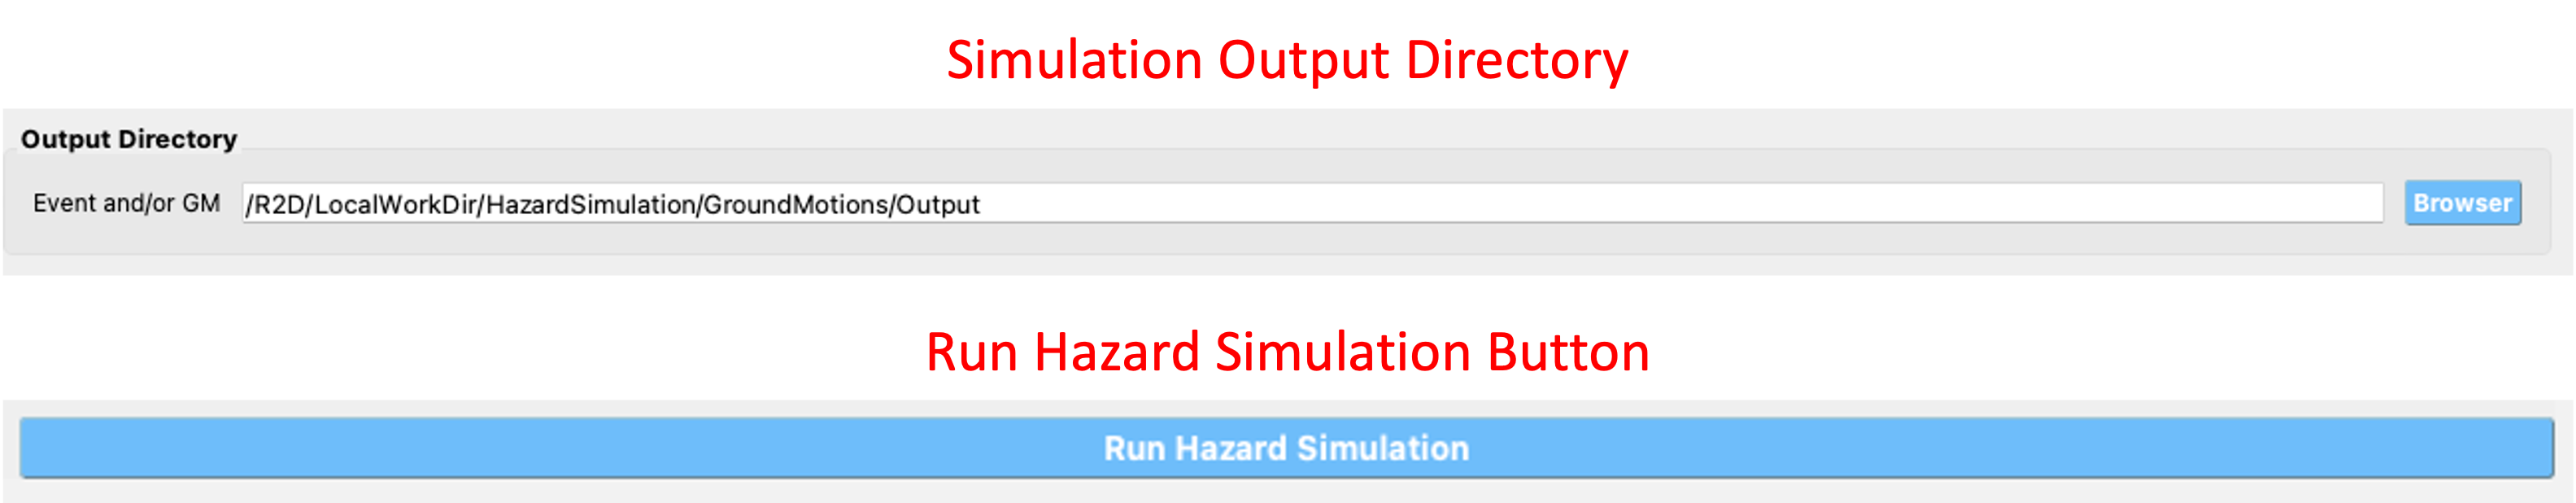 Simulation Output Directory
Output Directory
Event and/or GM /R2D/LocalWorkDir/HazardSimulation/GroundMotions/Output Browser
Run Hazard Simulation Button
Run Hazard Simulation